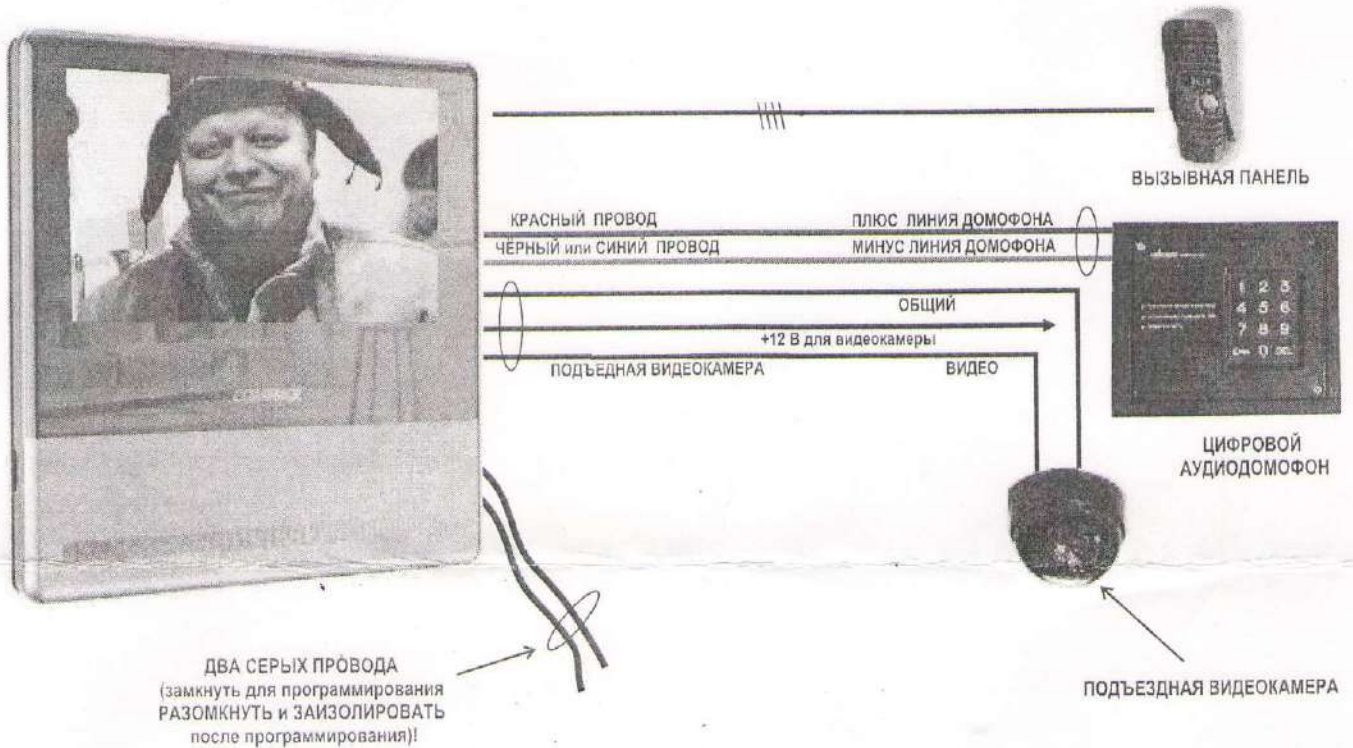 ВЫЗЫВНАЯ ПАНЕЛЬ
КРАСНЫЙ ПРОВОД
ПЛЮС ЛИНИЯ ДОМОФОНА
ЧЁРНЫЙ или СИНИЙ ПРОВОД
МИНУС ЛИНИЯ ДОМОФОНА
ОБЩИЙ
+12 В для видеокамеры
ПОДЪЕДНАЯ ВИДЕОКАМЕРА
ВИДЕО
1 2 3
4 5 6
7 8 9
0
ЦИФРОВОЙ
АУДИОДОМОФОН
ДВА СЕРЫХ ПРОВОДА
(замкнуть для программирования
РАЗОМКНУТЬ и ЗАИЗОЛИРОВАТЬ
после программирования)!
ПОДЪЕЗДНАЯ ВИДЕОКАМЕРА